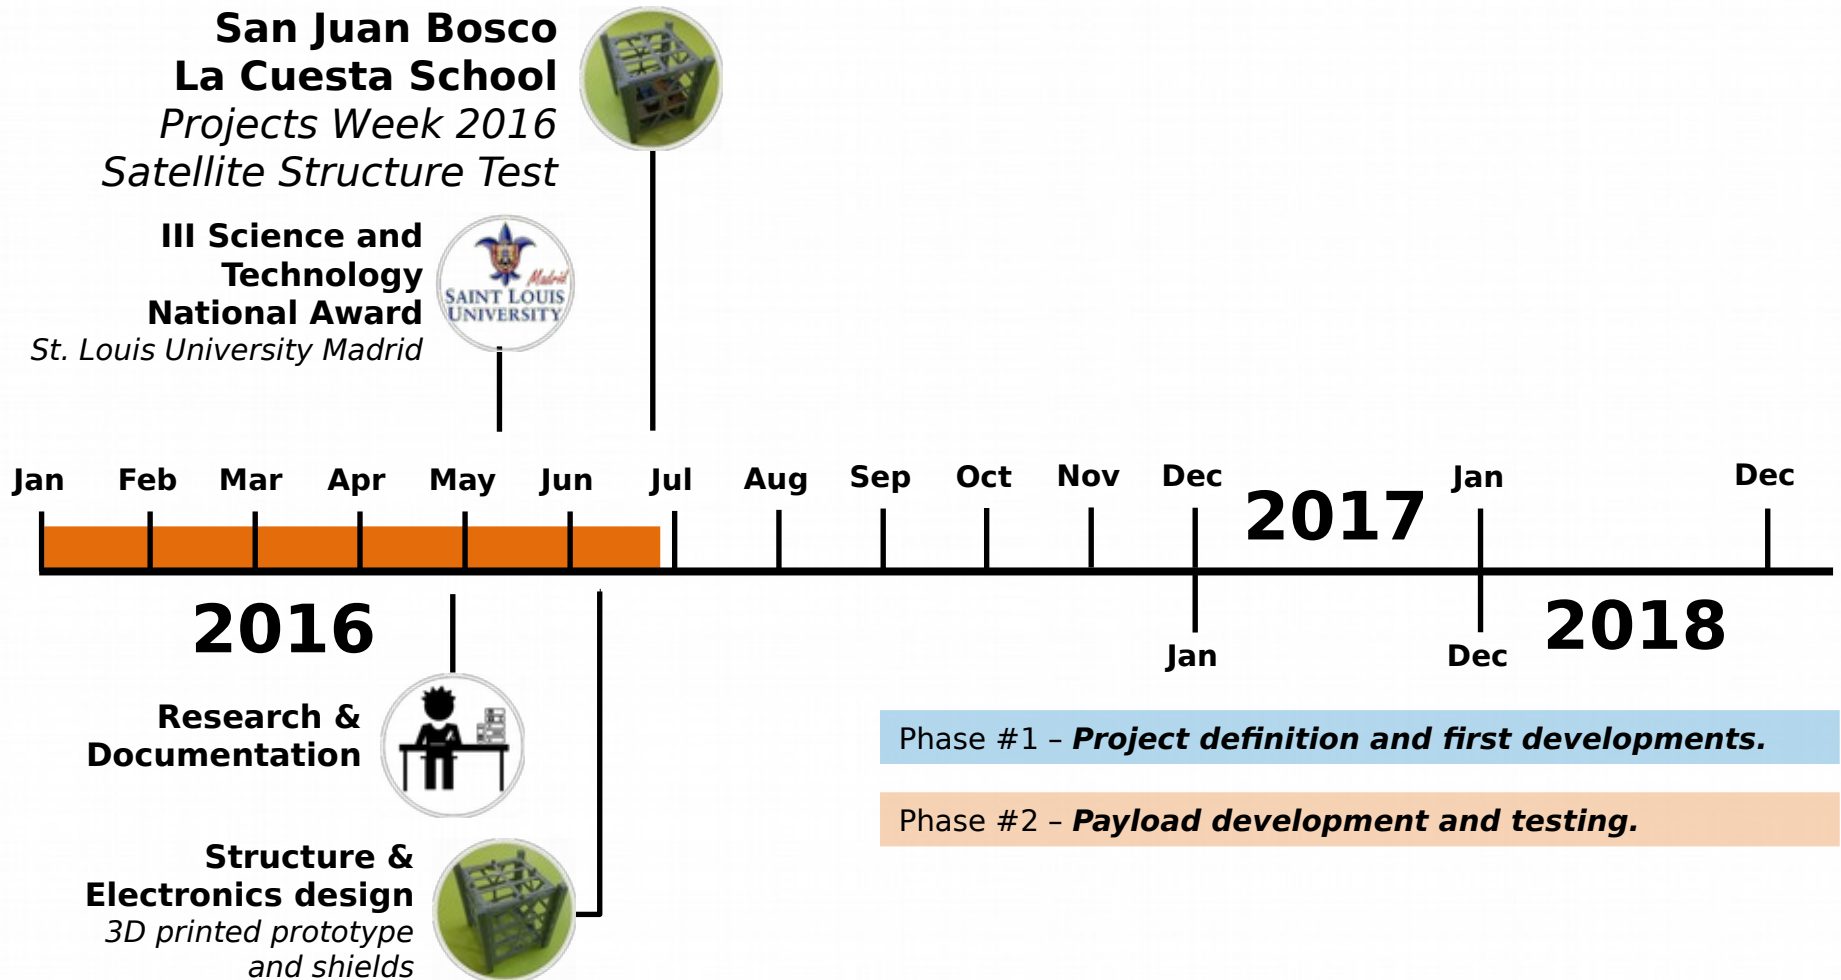 San Juan Bosco
La Cuesta School
Projects Week 2016
Satellite Structure Test
III Science and
Technology
National Award
St. Louis University Madrid
Madrid
SAINT LOUIS
UNIVERSITY
Jan Feb Mar Apr May Jun Jul Aug Sep Oct Nov Dec 2017 Jan Dec
2016 Jan Dec 2018
Research &
Documentation
Phase #1 – Project definition and first developments.
Phase #2 – Payload development and testing.
Structure &
Electronics design
3D printed prototype
and shields